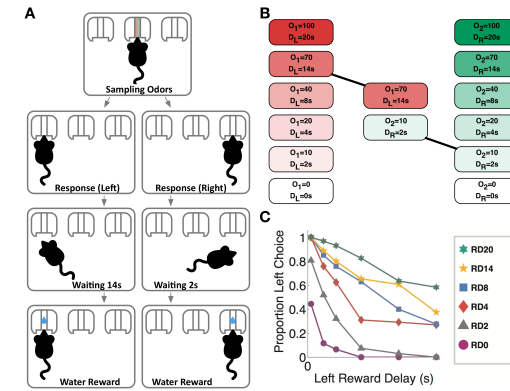 A
Sampling Odors
Response (Left)
Response (Right)
Waiting 14s
Waiting 2s
Water Reward
Water Reward
B
O1=100
DL=20s
O1=70
DL=14s
O1=40
DL=8s
O1=20
DL=4s
O1=10
DL=2s
O1=0
DL=0s
O1=70
DL=14s
O2=10
DR=2s
O2=100
DR=20s
O2=70
DR=14s
O2=40
DR=8s
O2=20
DR=4s
O2=10
DR=2s
O2=0
DR=0s
C
Proportion Left Choice
1
0.8
0.6
0.4
0.2
0
0
Left Reward Delay (s)
RD20
RD14
RD8
RD4
RD2
RD0